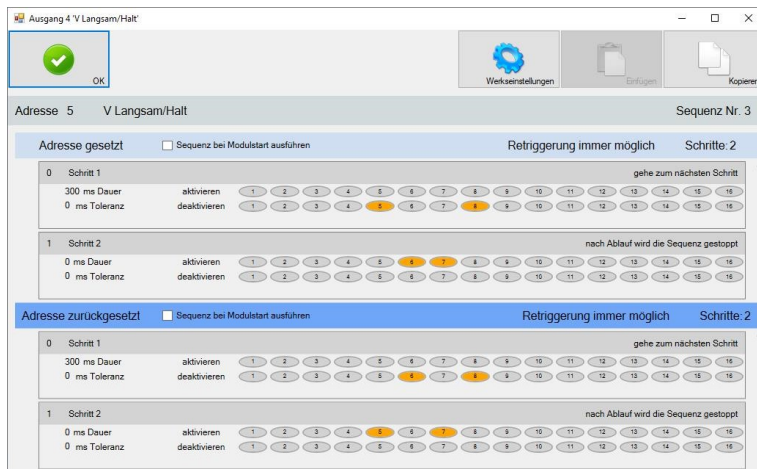 Ausgang 4 'V Langsam/Halt'
OK
Werkseinstellungen
Einfügen
Kopieren
Adresse 5 V Langsam/Halt Sequenz Nr. 3
Adresse gesetzt Sequenz bei Modulstart ausführen Retriggerung immer möglich Schritte: 2
0 Schritt 1 gehe zum nächsten Schritt
300 ms Dauer aktivieren 1 2 3 4 5 6 7 8 9 10 11 12 13 14 15 16
0 ms Toleranz deaktivieren 1 2 3 4 5 6 7 8 9 10 11 12 13 14 15 16
1 Schritt 2 nach Ablauf wird die Sequenz gestoppt
0 ms Dauer aktivieren 1 2 3 4 5 6 7 8 9 10 11 12 13 14 15 16
0 ms Toleranz deaktivieren 1 2 3 4 5 6 7 8 9 10 11 12 13 14 15 16
Adresse zurückgesetzt Sequenz bei Modulstart ausführen Retriggerung immer möglich Schritte: 2
0 Schritt 1 gehe zum nächsten Schritt
300 ms Dauer aktivieren 1 2 3 4 5 6 7 8 9 10 11 12 13 14 15 16
0 ms Toleranz deaktivieren 1 2 3 4 5 6 7 8 9 10 11 12 13 14 15 16
1 Schritt 2 nach Ablauf wird die Sequenz gestoppt
0 ms Dauer aktivieren 1 2 3 4 5 6 7 8 9 10 11 12 13 14 15 16
0 ms Toleranz deaktivieren 1 2 3 4 5 6 7 8 9 10 11 12 13 14 15 16